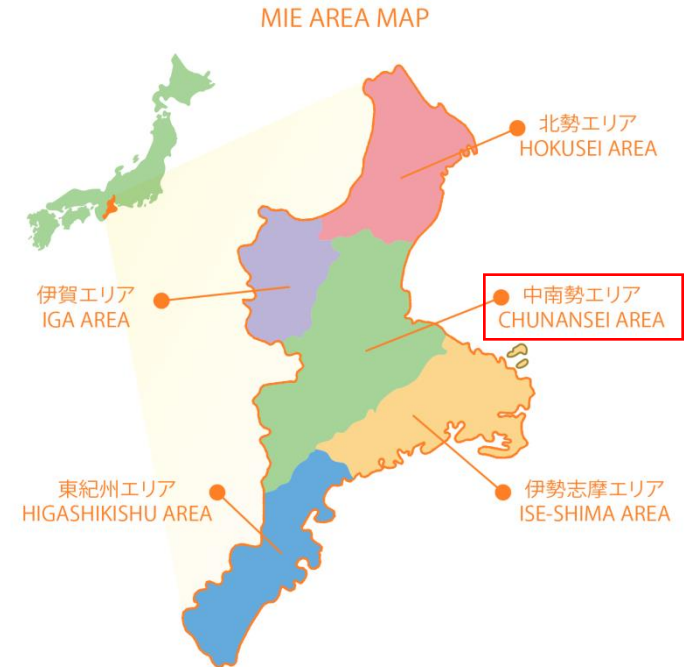 MIE AREA MAP
北勢エリア
HOKUSEI AREA
伊賀エリア
IGA AREA
中南勢エリア
CHUNANSEI AREA
東紀州エリア
HIGASHIKISHU AREA
伊勢志摩エリア
ISE-SHIMA AREA